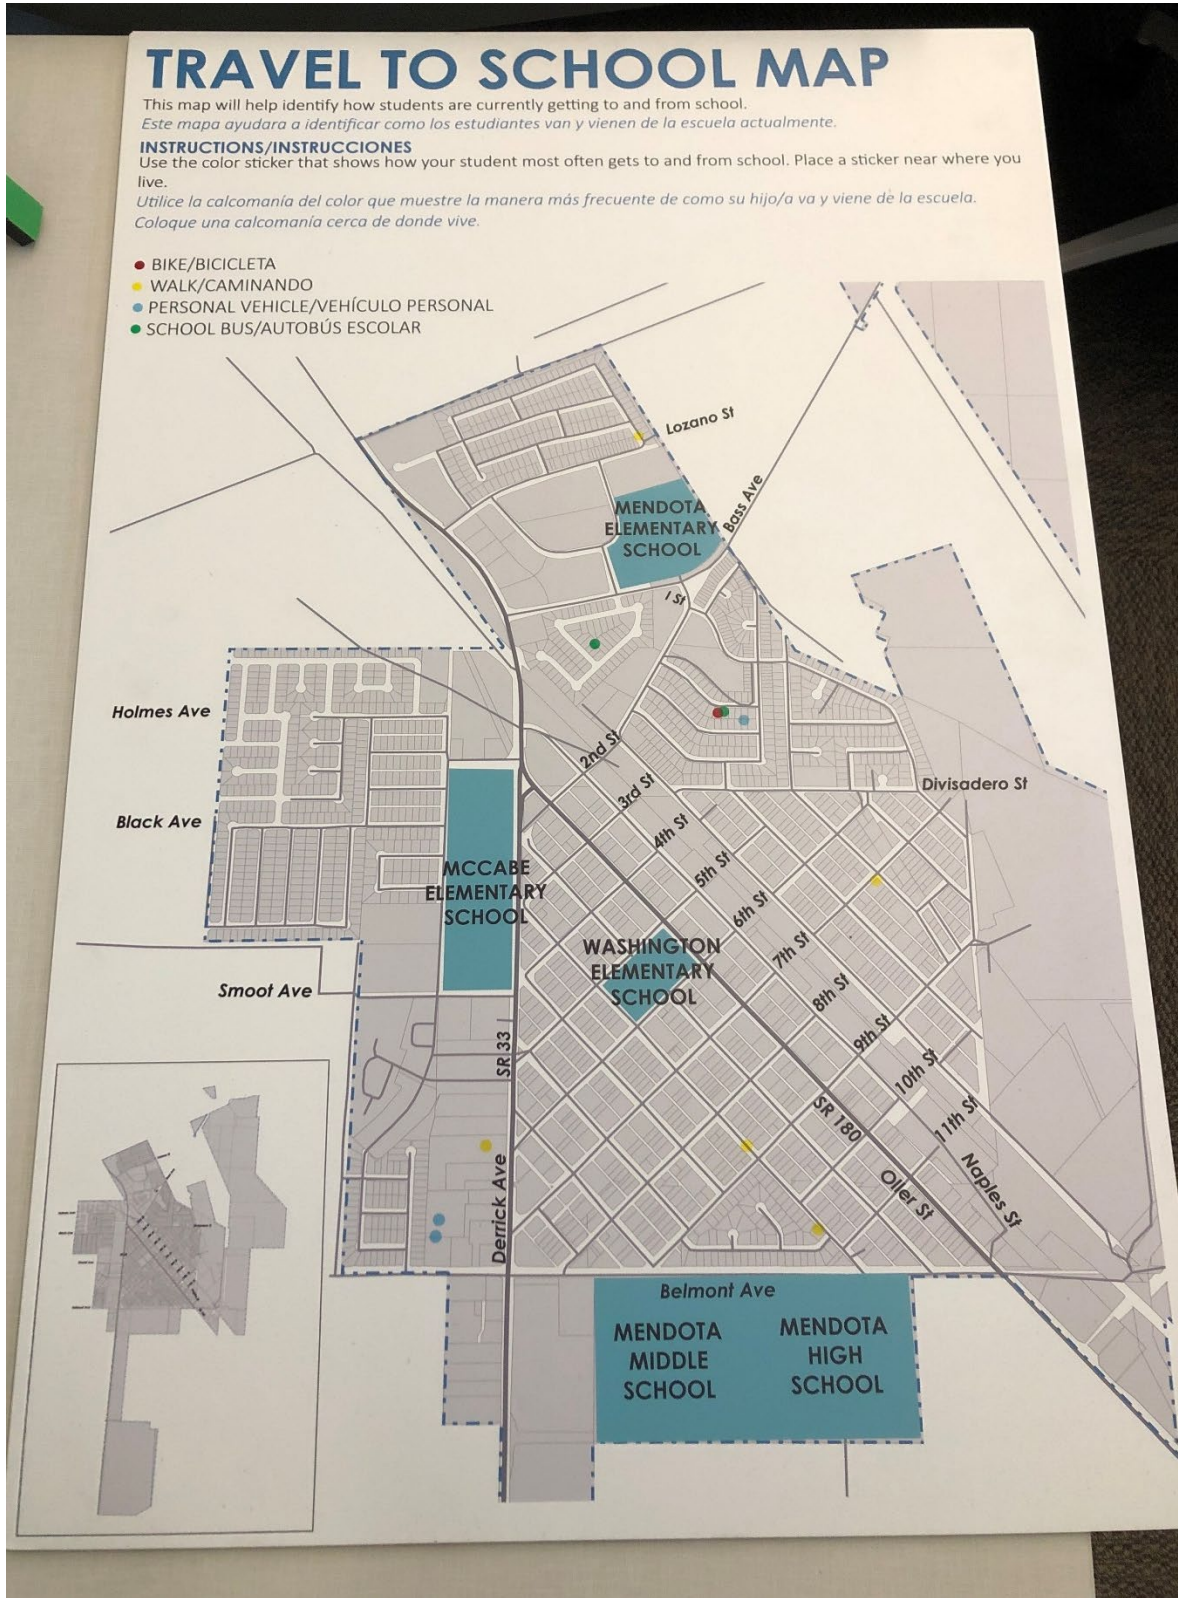 TRAVEL TO SCHOOL MAP
This map will help identify how students are currently getting to and from school.
Este mapa ayudara a identificar como los estudiantes van y vienen de la escuela actualmente.
INSTRUCTIONS/INSTRUCCIONES
Use the color sticker that shows how your student most often gets to and from school. Place a sticker near where you
live.
Utilice la calcomanía del color que muestre la manera más frecuente de como su hijo/a va y viene de la escuela.
Coloque una calcomanía cerca de donde vive.
BIKE/BICICLETA
WALK/CAMINANDO
PERSONAL VEHICLE/VEHÍCULO PERSONAL
SCHOOL BUS/AUTOBÚS ESCOLAR
Lozano St
MENDOTA
ELEMENTARY
SCHOOL
Bass Ave
I St
Holmes Ave
2nd St
3rd St
Divisadero St
Black Ave
4th St
5th St
MCCABE
ELEMENTARY
SCHOOL
6th St
WASHINGTON
ELEMENTARY
SCHOOL
7th St
8th St
Smoot Ave
9th St
SR 33
10th St
SR 180
11th St
Naples St
Oller St
Derrick Ave
Belmont Ave
MENDOTA
MIDDLE
SCHOOL
MENDOTA
HIGH
SCHOOL